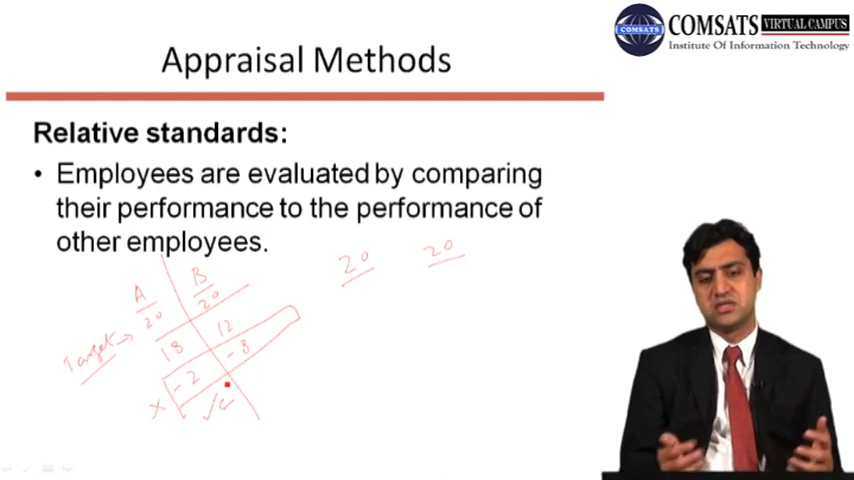 COMSATS
COMSATS VIRTUAL CAMPUS
Institute Of Information Technology
Appraisal Methods
Relative standards:
• Employees are evaluated by comparing
their performance to the performance of
other employees.
20 20
A B
20 20
Target →
18 12
-2 -8
x ✓